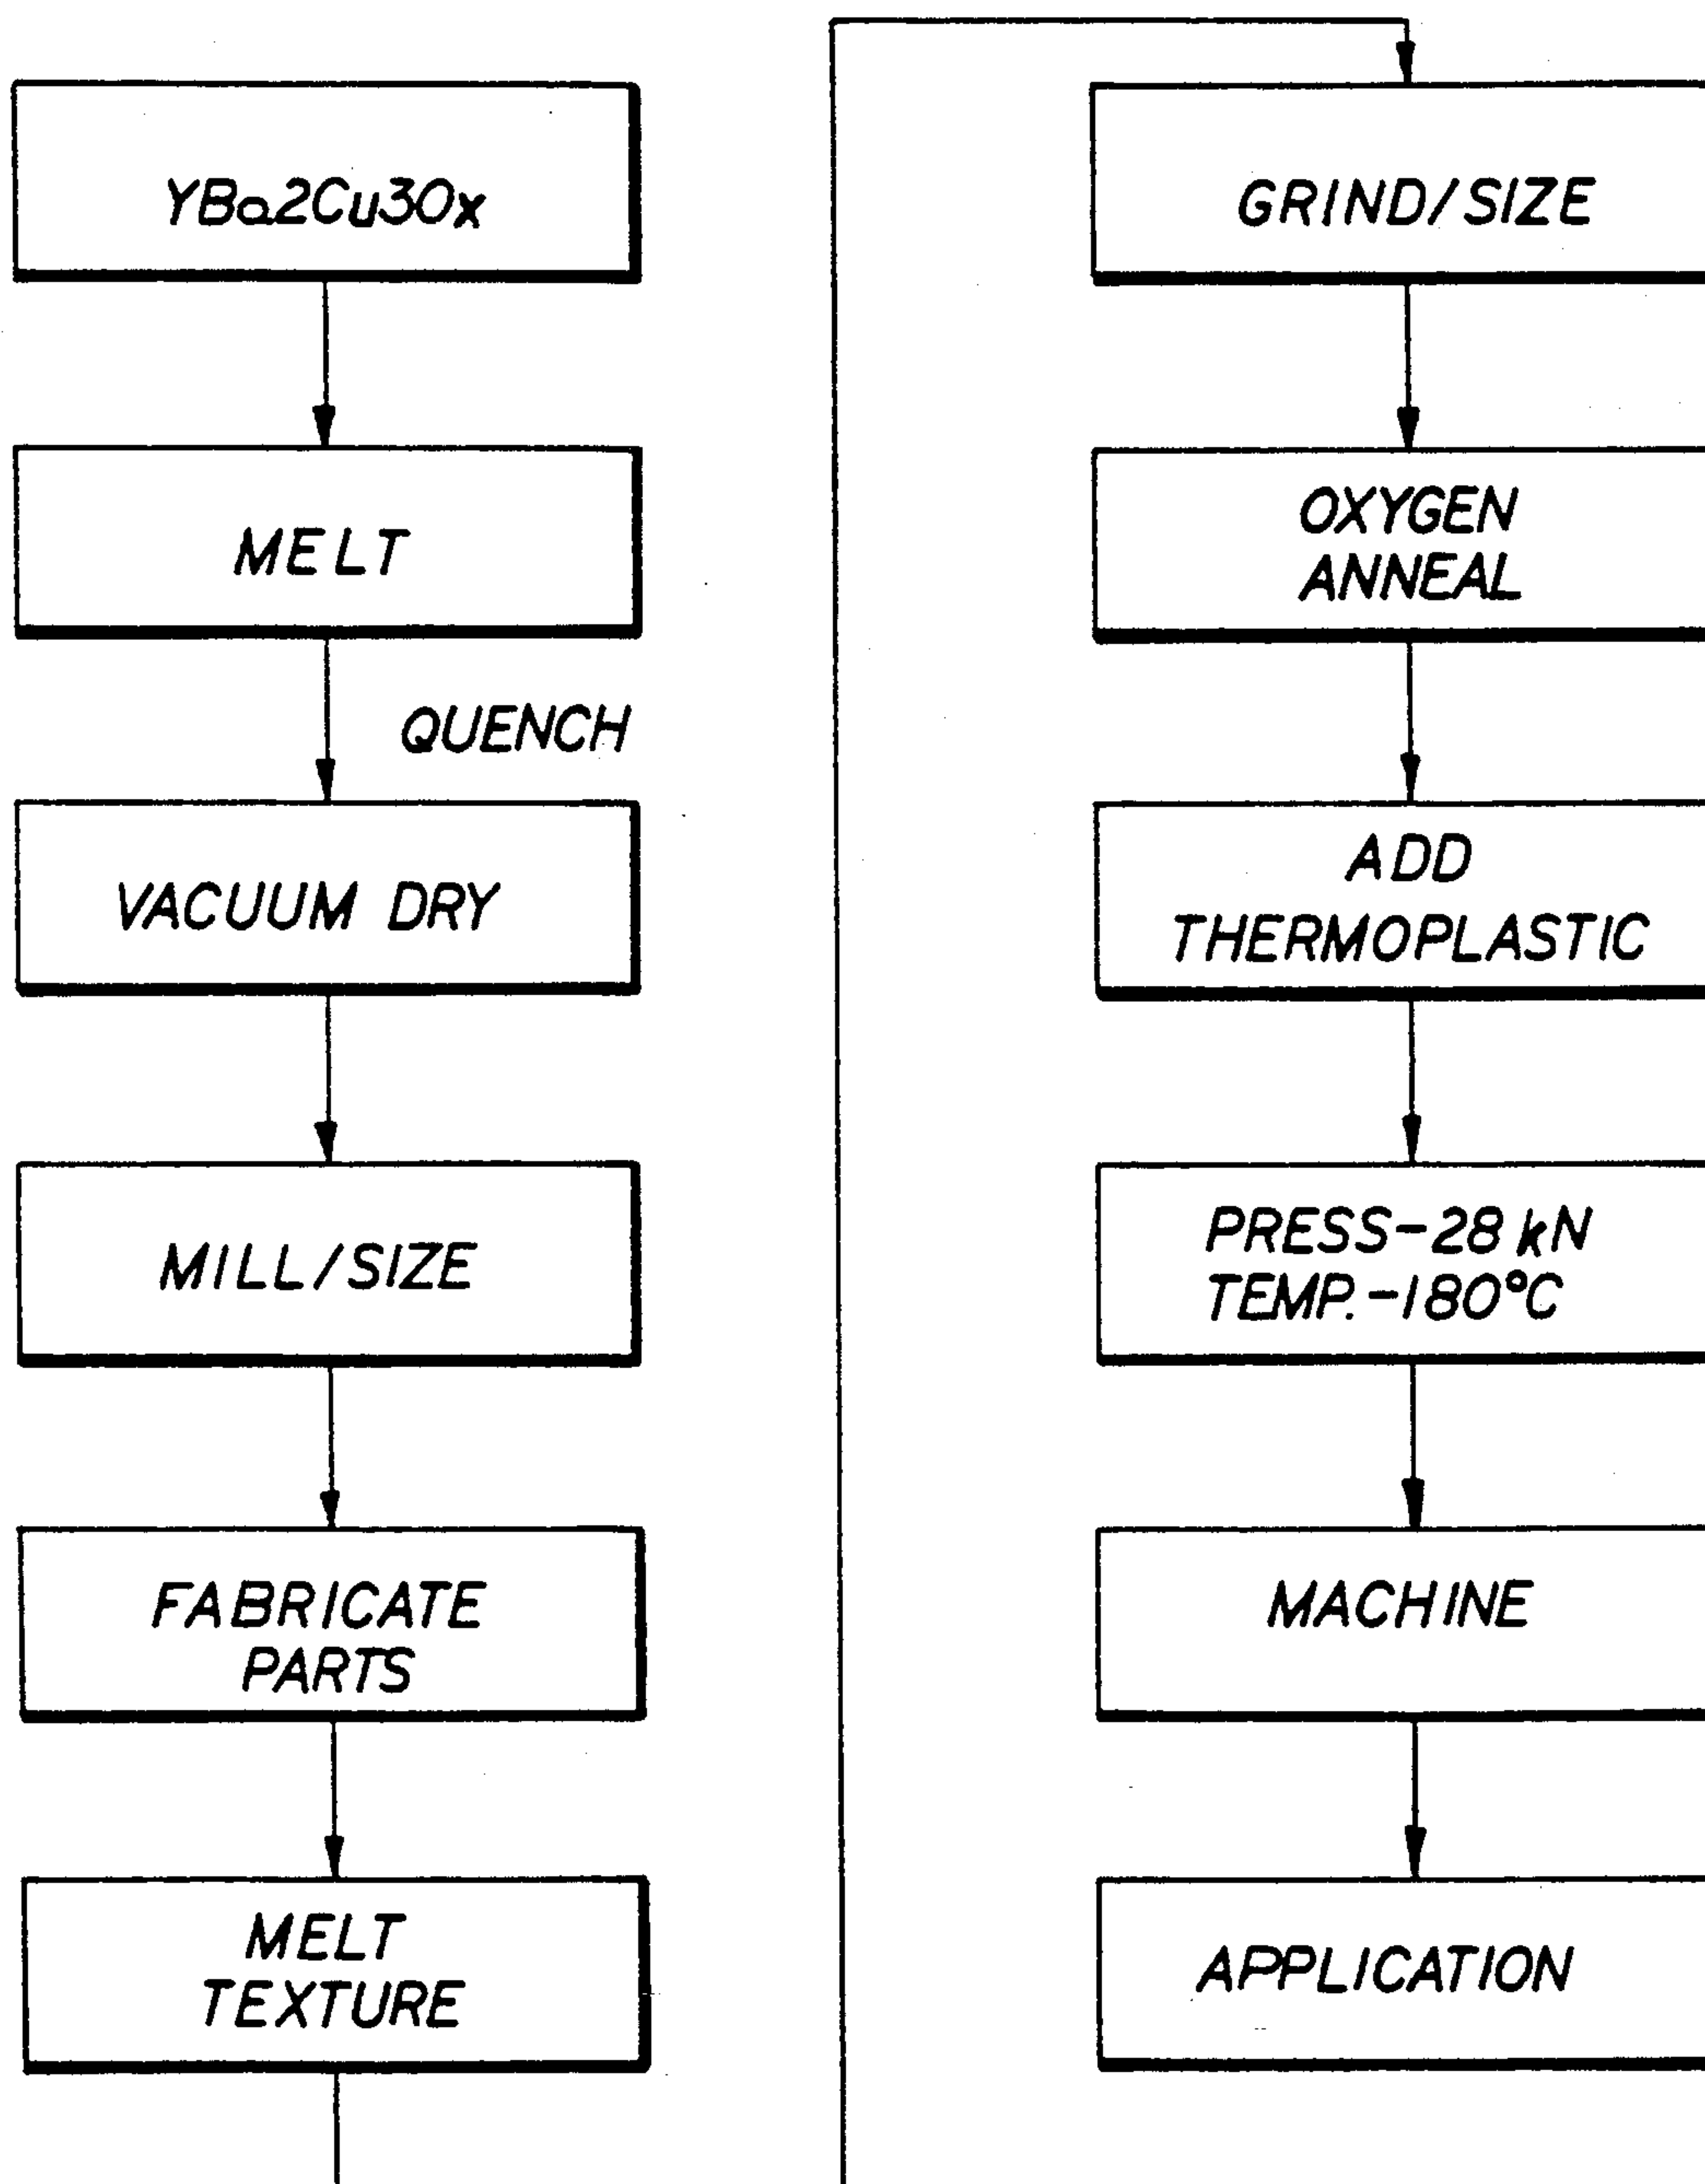 YBa2Cu3Ox
MELT
QUENCH
VACUUM DRY
MILL/SIZE
FABRICATE
PARTS
MELT
TEXTURE
GRIND/SIZE
OXYGEN
ANNEAL
ADD
THERMOPLASTIC
PRESS-28 kN
TEMP.-180°C
MACHINE
APPLICATION